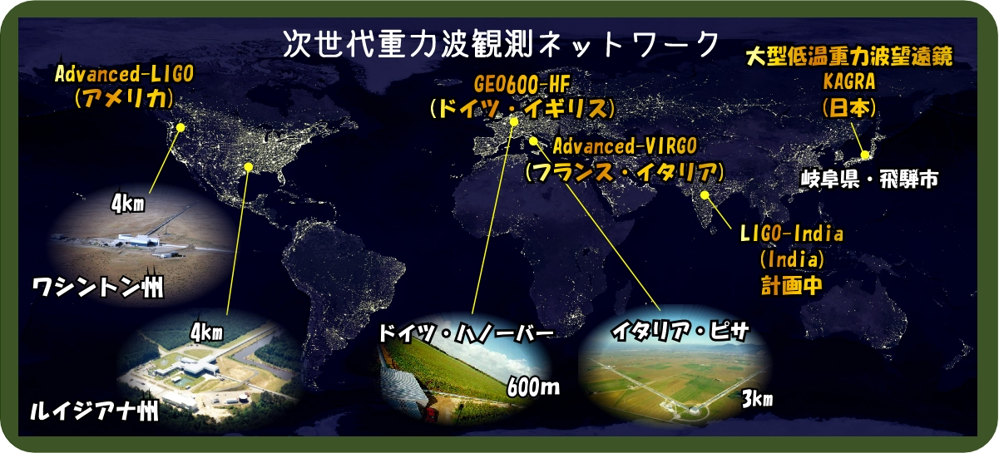 次世代重力波観測ネットワーク
Advanced-LIGO
(アメリカ)
4km
ワシントン州
4km
ルイジアナ州
GEO600-HF
(ドイツ・イギリス)
Advanced-VIRGO
(フランス・イタリア)
ドイツ・ハノーバー
600m
イタリア・ピサ
3km
大型低温重力波望遠鏡
KAGRA
(日本)
岐阜県・飛騨市
LIGO-India
(India)
計画中